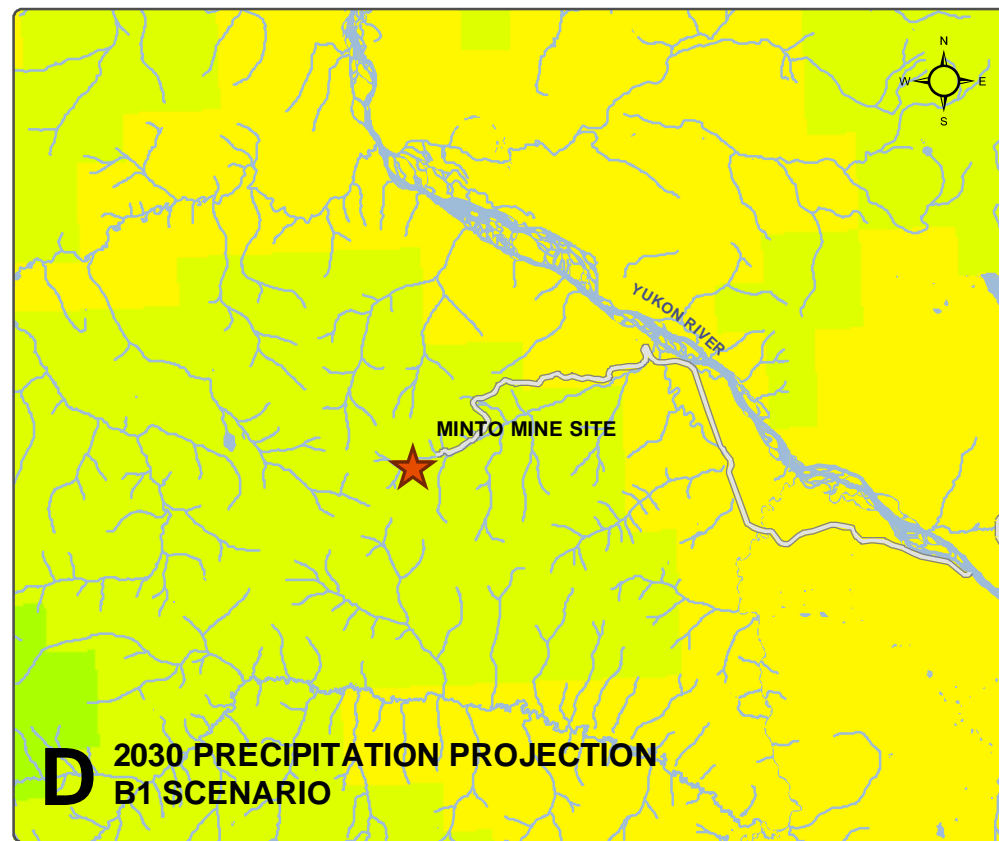 N
W E
S
YUKON RIVER
MINTO MINE SITE
D
2030 PRECIPITATION PROJECTION
B1 SCENARIO